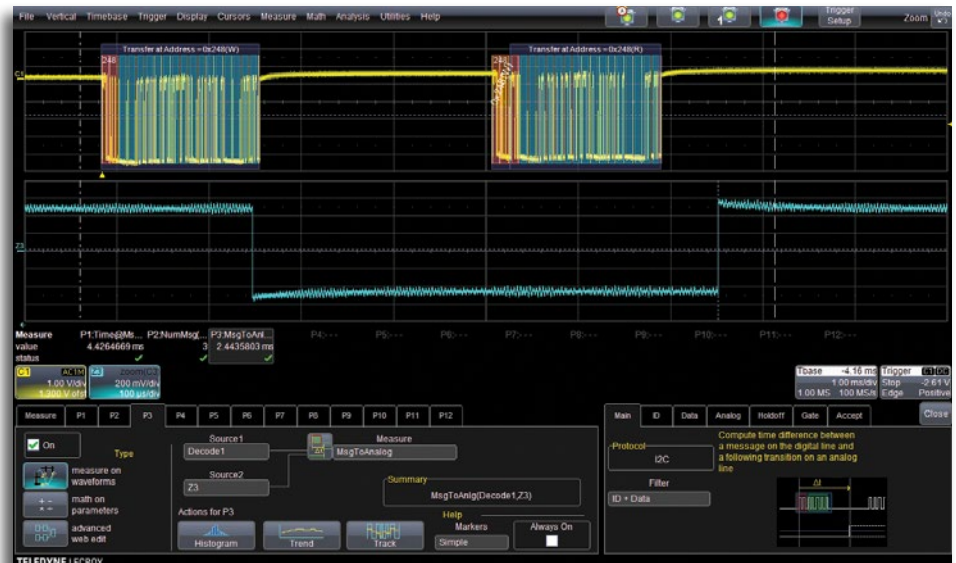 File Vertical Timebase Trigger Display Cursors Measure Math Analysis Utilities Help
Trigger Setup
Zoom Undo
Transfer at Address =0x248(W)
Transfer at Address =0x248(R)
C1
248
248
Z3
Measure P1:Time@Ms... P2:NumMsg(... P3:MsgToAnl... P4:--- P5:--- P6:--- P7:--- P8:--- P9:--- P10:--- P11:--- P12:---
value 4.4264669 ms 3 2.4435803 ms
status
C1 AC1M
1.00 V/div
1.300 V ofst
200 mV/div
100 µs/div
Tbase -4.16 ms Trigger C1 DC
1.00 ms/div Stop -2.61 V
1.00 MS 100 MS/s Edge Positive
Measure P1 P2 P3 P4 P5 P6 P7 P8 P9 P10 P11 P12
Main ID Data Analog Holdoff Gate Accept Close
On
Type
measure on waveforms
math on parameters
advanced web edit
Source1
Decode1
Source2
Z3
Measure
MsgToAnalog
Summary
MsgToAnlg(Decode1,Z3)
Actions for P3
Histogram
Trend
Track
Help
Markers
Simple
Always On
Protocol
I2C
Filter
ID + Data
Compute time difference between
a message on the digital line and
a following transition on an analog
line
Δt
TELEDYNE LECROY